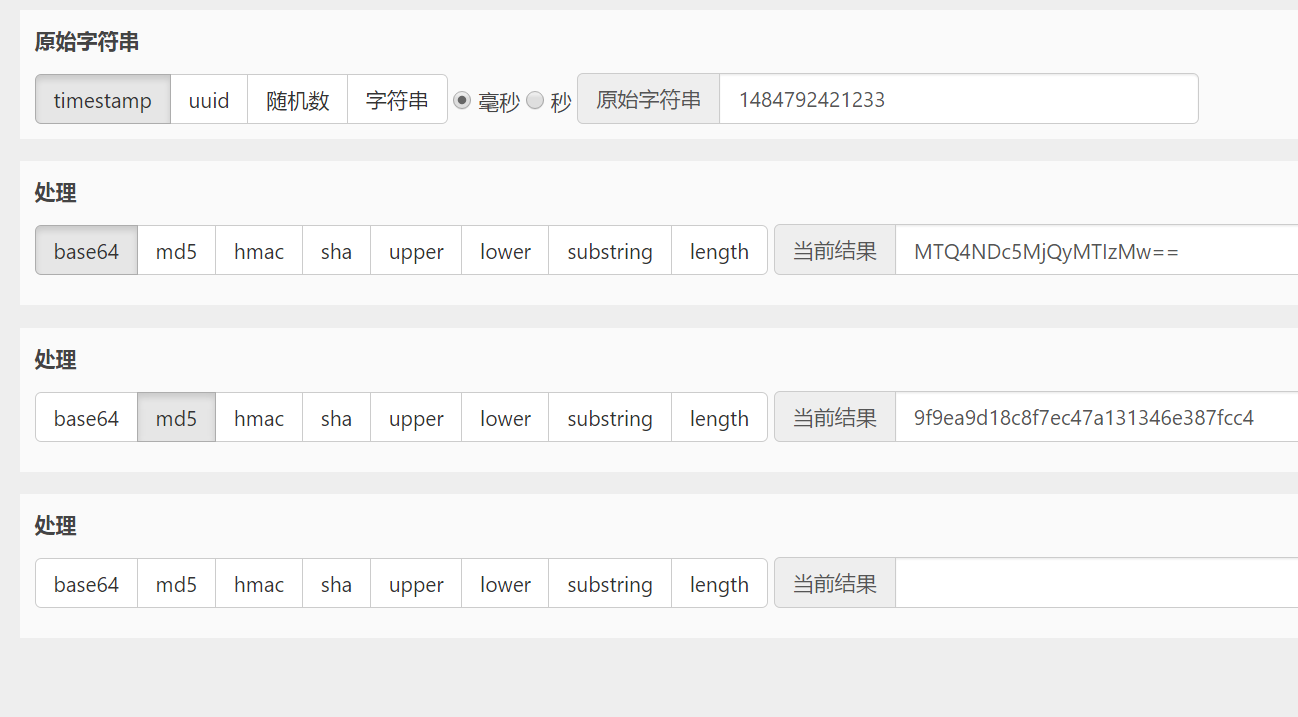 原始字符串
timestamp uuid 随机数 字符串 毫秒 秒 原始字符串 1484792421233
处理
base64 md5 hmac sha upper lower substring length 当前结果 MTQ4NDc5MjQyMTIzMw==
处理
base64 md5 hmac sha upper lower substring length 当前结果 9f9ea9d18c8f7ec47a131346e387fcc4
处理
base64 md5 hmac sha upper lower substring length 当前结果